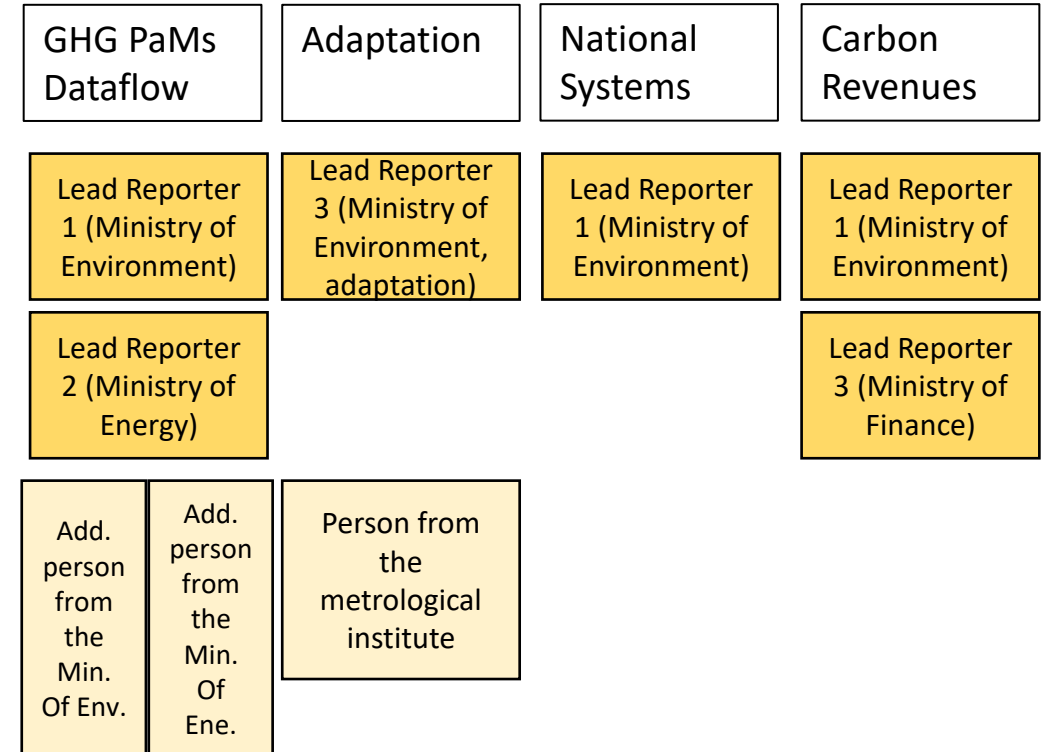 GHG PaMs
Dataflow
Adaptation
National
Systems
Carbon
Revenues
Lead Reporter
1 (Ministry of
Environment)
Lead Reporter
3 (Ministry of
Environment,
adaptation)
Lead Reporter
1 (Ministry of
Environment)
Lead Reporter
1 (Ministry of
Environment)
Lead Reporter
2 (Ministry of
Energy)
Lead Reporter
3 (Ministry of
Finance)
Add.
person
from
the
Min.
Of Env.
Add.
person
from
the
Min.
Of
Ene.
Person from
the
metrological
institute